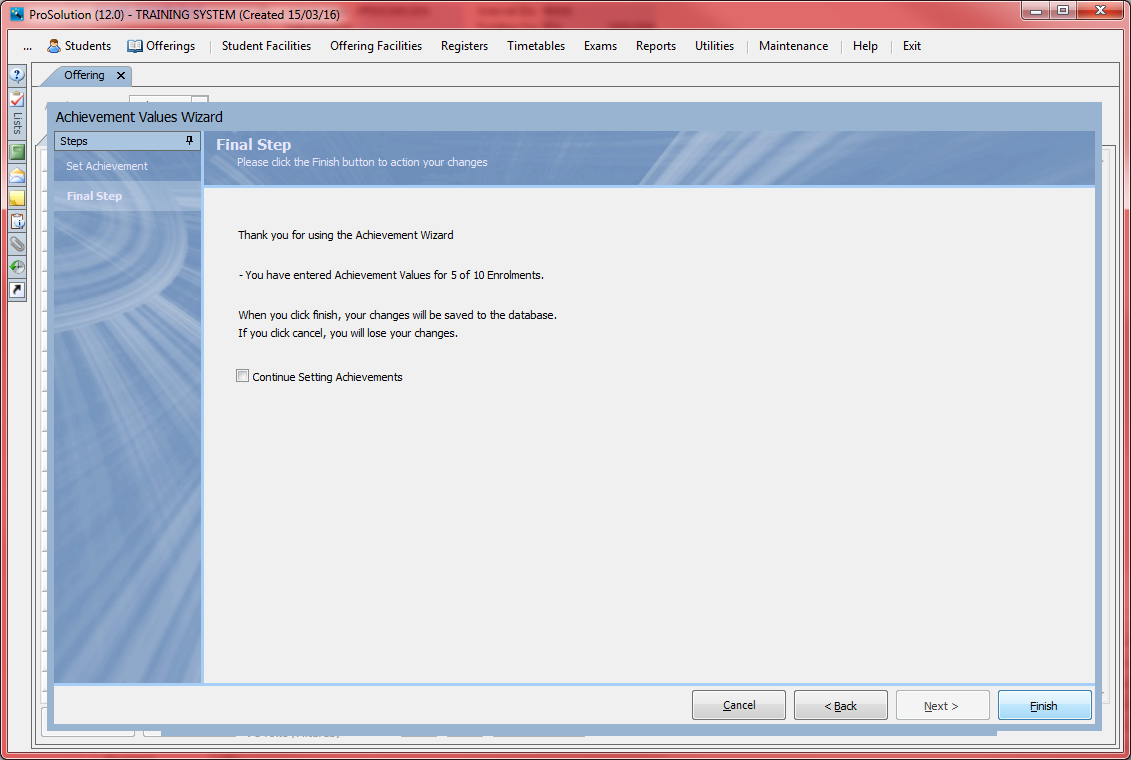 ProSolution (12.0) - TRAINING SYSTEM (Created 15/03/16)
... Students Offerings Student Facilities Offering Facilities Registers Timetables Exams Reports Utilities Maintenance Help Exit
Offering
Lists
Achievement Values Wizard
Steps
Set Achievement
Final Step
Final Step
Please click the Finish button to action your changes
Thank you for using the Achievement Wizard
- You have entered Achievement Values for 5 of 10 Enrolments.
When you click finish, your changes will be saved to the database.
If you click cancel, you will lose your changes.
Continue Setting Achievements
Cancel < Back Next > Finish